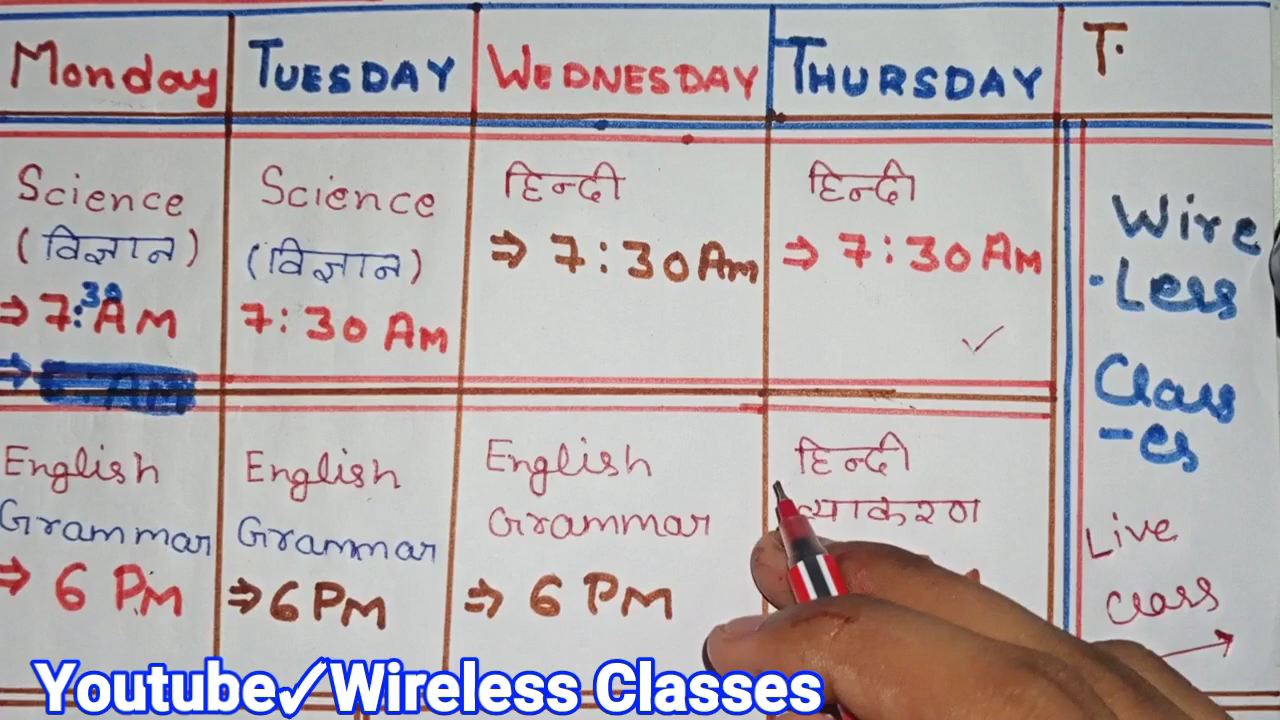 Monday
TUESDAY
WEDNESDAY
THURSDAY
T.
Science
(विज्ञान)
⇒ 7:30 AM
Science
(विज्ञान)
7:30 AM
हिन्दी
⇒ 7:30 AM
हिन्दी
⇒ 7:30 AM
✓
English
Grammar
⇒ 6 PM
English
Grammar
⇒ 6 PM
English
Grammar
⇒ 6 PM
हिन्दी
व्याकरण
Wire
-Less
Class
-es
Live
Class
Youtube✓Wireless Classes